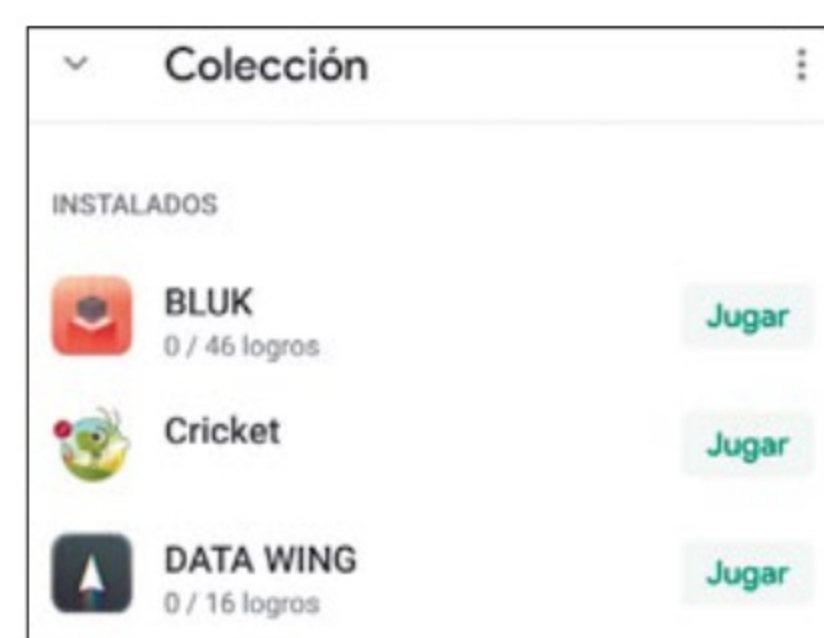 Colección
INSTALADOS
BLUK
0 / 46 logros
Jugar
Cricket
Jugar
DATA WING
0 / 16 logros
Jugar